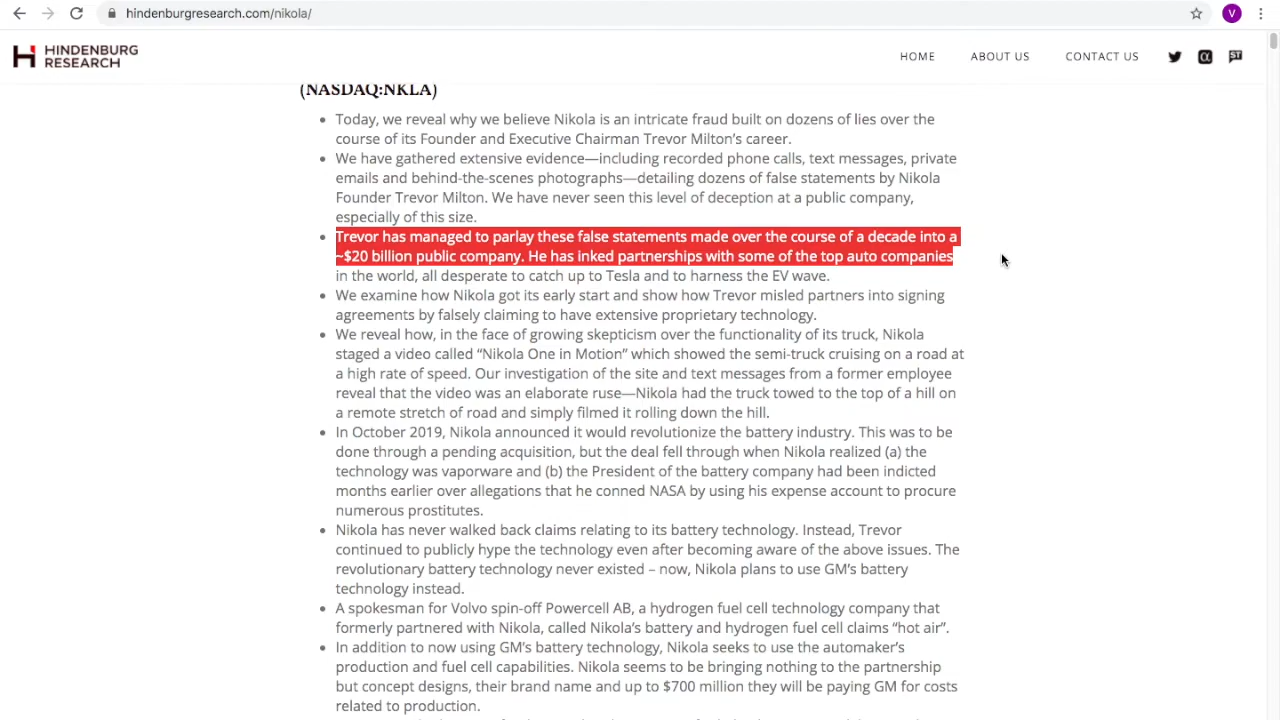 hindenburgresearch.com/nikola/
V
H HINDENBURG
RESEARCH
HOME ABOUT US CONTACT US
α ST
(NASDAQ:NKLA)
• Today, we reveal why we believe Nikola is an intricate fraud built on dozens of lies over the
course of its Founder and Executive Chairman Trevor Milton’s career.
• We have gathered extensive evidence—including recorded phone calls, text messages, private
emails and behind-the-scenes photographs—detailing dozens of false statements by Nikola
Founder Trevor Milton. We have never seen this level of deception at a public company,
especially of this size.
• Trevor has managed to parlay these false statements made over the course of a decade into a
~$20 billion public company. He has inked partnerships with some of the top auto companies
in the world, all desperate to catch up to Tesla and to harness the EV wave.
• We examine how Nikola got its early start and show how Trevor misled partners into signing
agreements by falsely claiming to have extensive proprietary technology.
• We reveal how, in the face of growing skepticism over the functionality of its truck, Nikola
staged a video called “Nikola One in Motion” which showed the semi-truck cruising on a road at
a high rate of speed. Our investigation of the site and text messages from a former employee
reveal that the video was an elaborate ruse—Nikola had the truck towed to the top of a hill on
a remote stretch of road and simply filmed it rolling down the hill.
• In October 2019, Nikola announced it would revolutionize the battery industry. This was to be
done through a pending acquisition, but the deal fell through when Nikola realized (a) the
technology was vaporware and (b) the President of the battery company had been indicted
months earlier over allegations that he conned NASA by using his expense account to procure
numerous prostitutes.
• Nikola has never walked back claims relating to its battery technology. Instead, Trevor
continued to publicly hype the technology even after becoming aware of the above issues. The
revolutionary battery technology never existed – now, Nikola plans to use GM’s battery
technology instead.
• A spokesman for Volvo spin-off Powercell AB, a hydrogen fuel cell technology company that
formerly partnered with Nikola, called Nikola’s battery and hydrogen fuel cell claims “hot air”.
• In addition to now using GM’s battery technology, Nikola seeks to use the automaker’s
production and fuel cell capabilities. Nikola seems to be bringing nothing to the partnership
but concept designs, their brand name and up to $700 million they will be paying GM for costs
related to production.